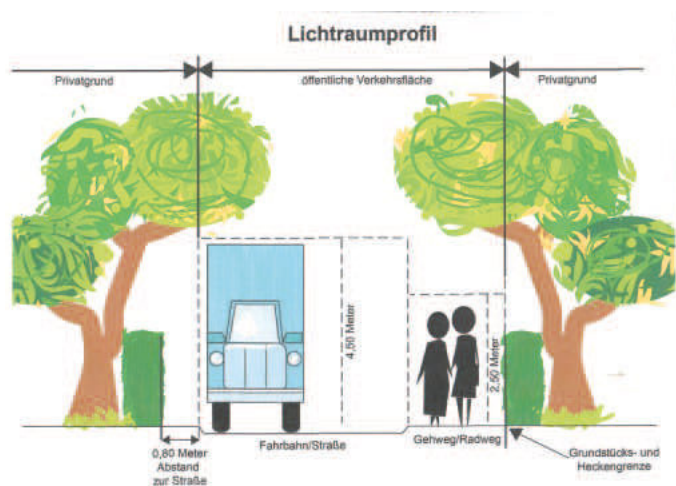 Lichtraumprofil
Privatgrund
öffentliche Verkehrsfläche
Privatgrund
4,50 Meter
2,50 Meter
Fahrbahn/Straße
Gehweg/Radweg
0,80 Meter
Abstand
zur Straße
Grundstücks- und
Heckengrenze